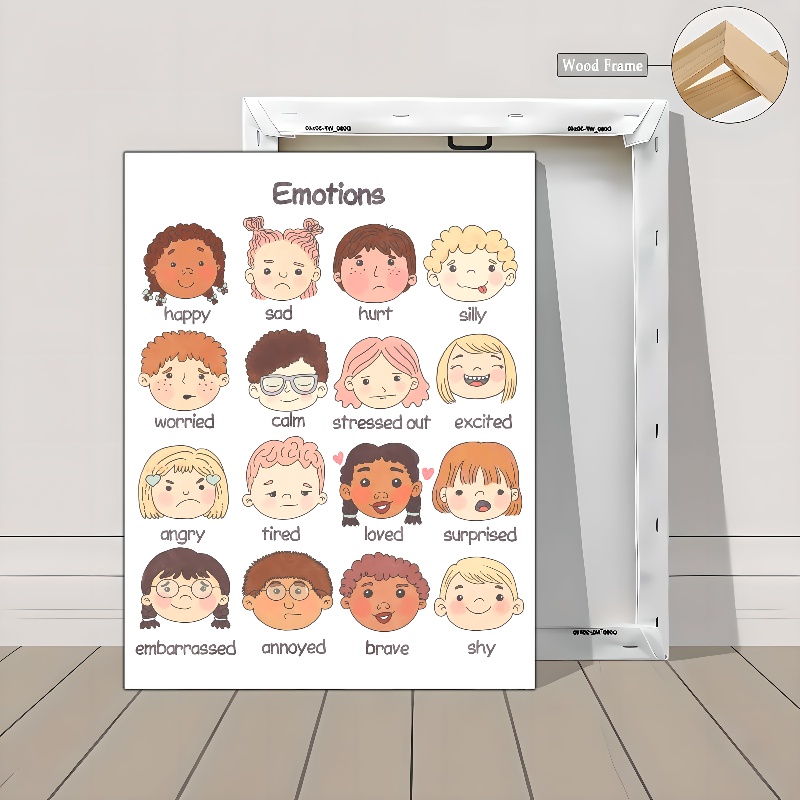 Wood Frame
Emotions
happy sad hurt silly
worried calm stressed out excited
angry tired loved surprised
embarrassed annoyed brave shy